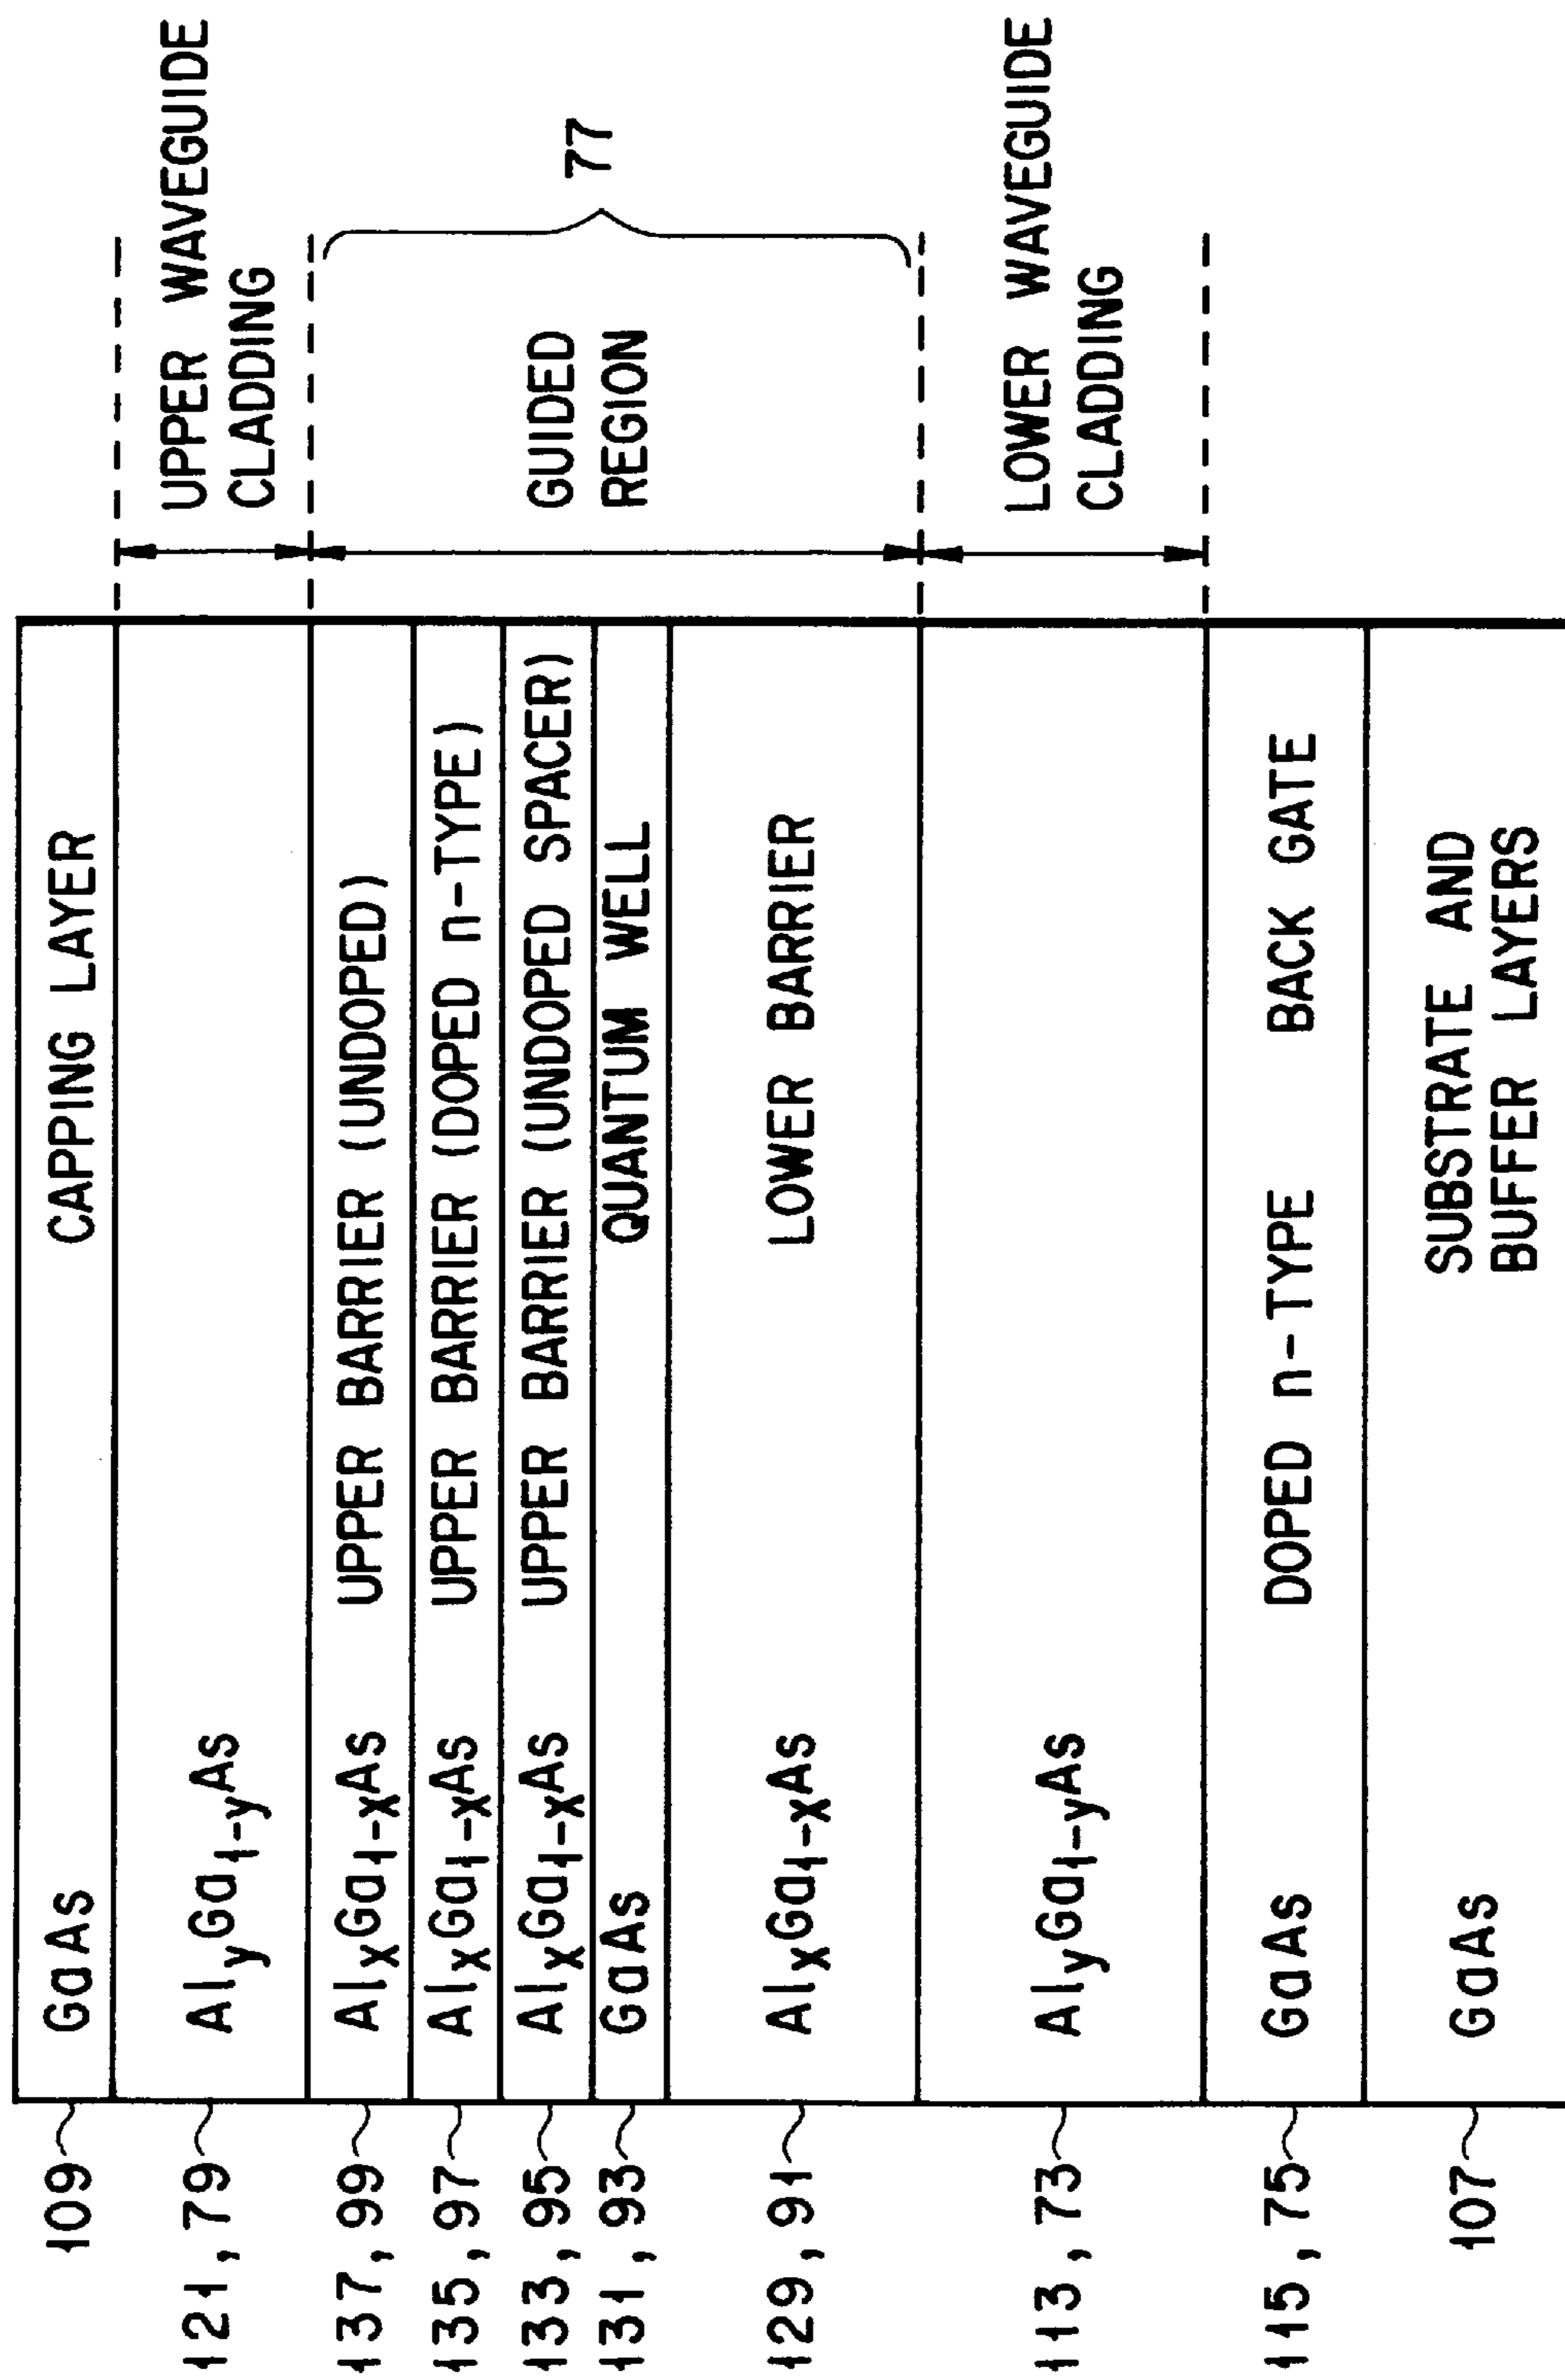 109 GaAs CAPPING LAYER
121, 79 AlyGa1-yAs
UPPER WAVEGUIDE
CLADDING
137, 99 AlxGa1-xAs UPPER BARRIER (UNDOPED)
135, 97 AlxGa1-xAs UPPER BARRIER (DOPED n-TYPE)
133, 95 AlxGa1-xAs UPPER BARRIER (UNDOPED SPACER)
131, 93 GaAs QUANTUM WELL
129, 91 AlxGa1-xAs LOWER BARRIER
GUIDED
REGION
77
113, 73 AlyGa1-yAs
LOWER WAVEGUIDE
CLADDING
115, 75 GaAs DOPED n-TYPE BACK GATE
107 GaAs SUBSTRATE AND
BUFFER LAYERS